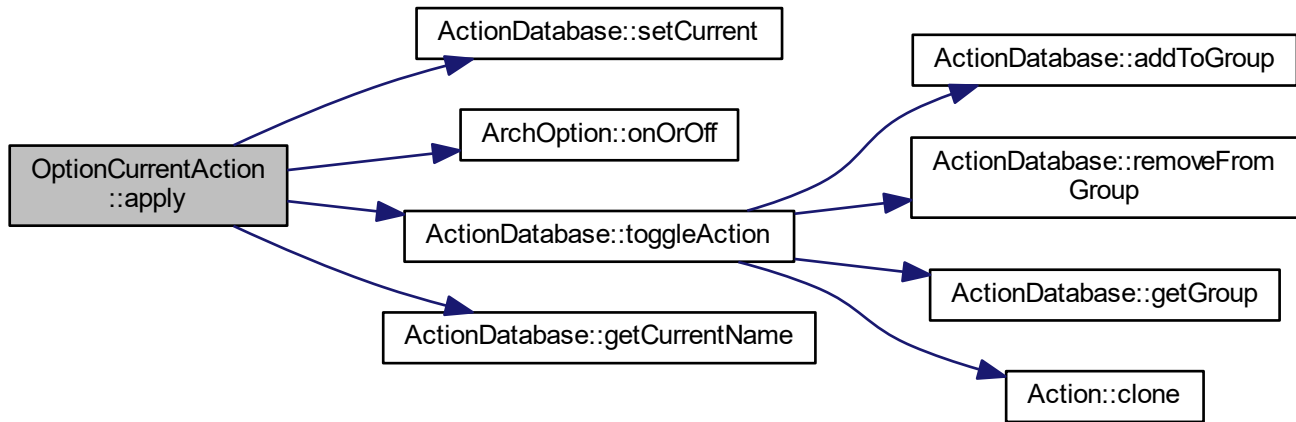 OptionCurrentAction
::apply
ActionDatabase::setCurrent
ArchOption::onOrOff
ActionDatabase::toggleAction
ActionDatabase::getCurrentName
ActionDatabase::addToGroup
ActionDatabase::removeFrom
Group
ActionDatabase::getGroup
Action::clone